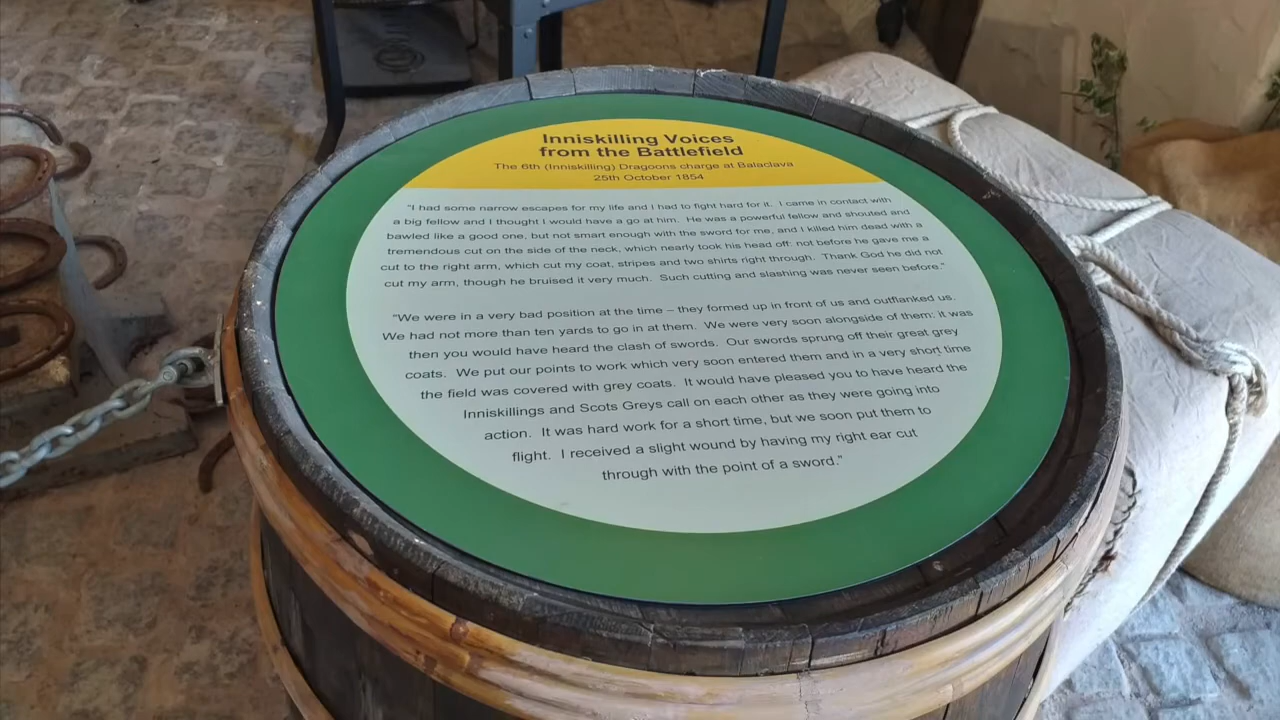 Inniskilling Voices
from the Battlefield
The 6th (Inniskilling) Dragoons charge at Balaclava
25th October 1854
“I had some narrow escapes for my life and I had to fight hard for it. I came in contact with
a big fellow and I thought I would have a go at him. He was a powerful fellow and shouted and
bawled like a good one, but not smart enough with the sword for me, and I killed him dead with a
tremendous cut on the side of the neck, which nearly took his head off: not before he gave me a
cut to the right arm, which cut my coat, stripes and two shirts right through. Thank God he did not
cut my arm, though he bruised it very much. Such cutting and slashing was never seen before.”
“We were in a very bad position at the time – they formed up in front of us and outflanked us.
We had not more than ten yards to go in at them. We were very soon alongside of them: it was
then you would have heard the clash of swords. Our swords sprung off their great grey
coats. We put our points to work which very soon entered them and in a very short time
the field was covered with grey coats. It would have pleased you to have heard the
Inniskillings and Scots Greys call on each other as they were going into
action. It was hard work for a short time, but we soon put them to
flight. I received a slight wound by having my right ear cut
through with the point of a sword.”